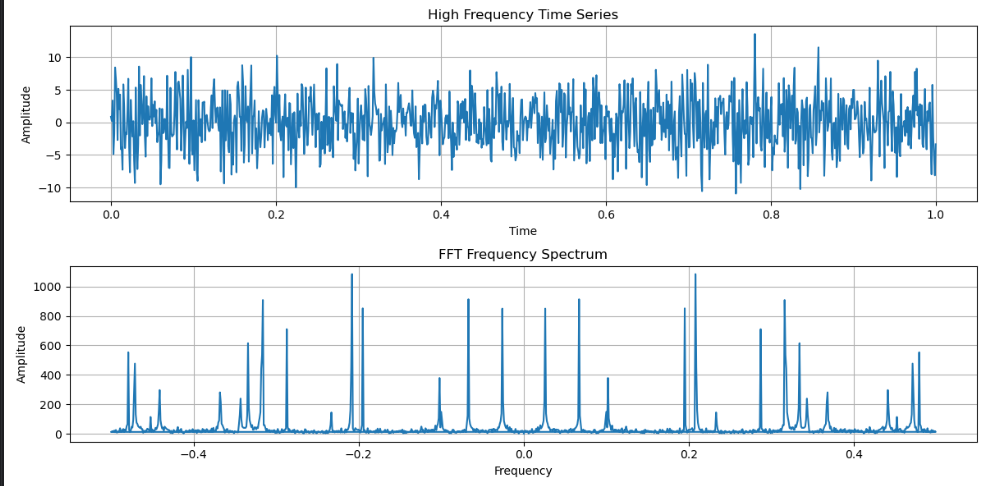 High Frequency Time Series
10
5
0
−5
−10
Amplitude
0.0 0.2 0.4 0.6 0.8 1.0
Time
FFT Frequency Spectrum
1000
800
600
400
200
0
Amplitude
−0.4 −0.2 0.0 0.2 0.4
Frequency